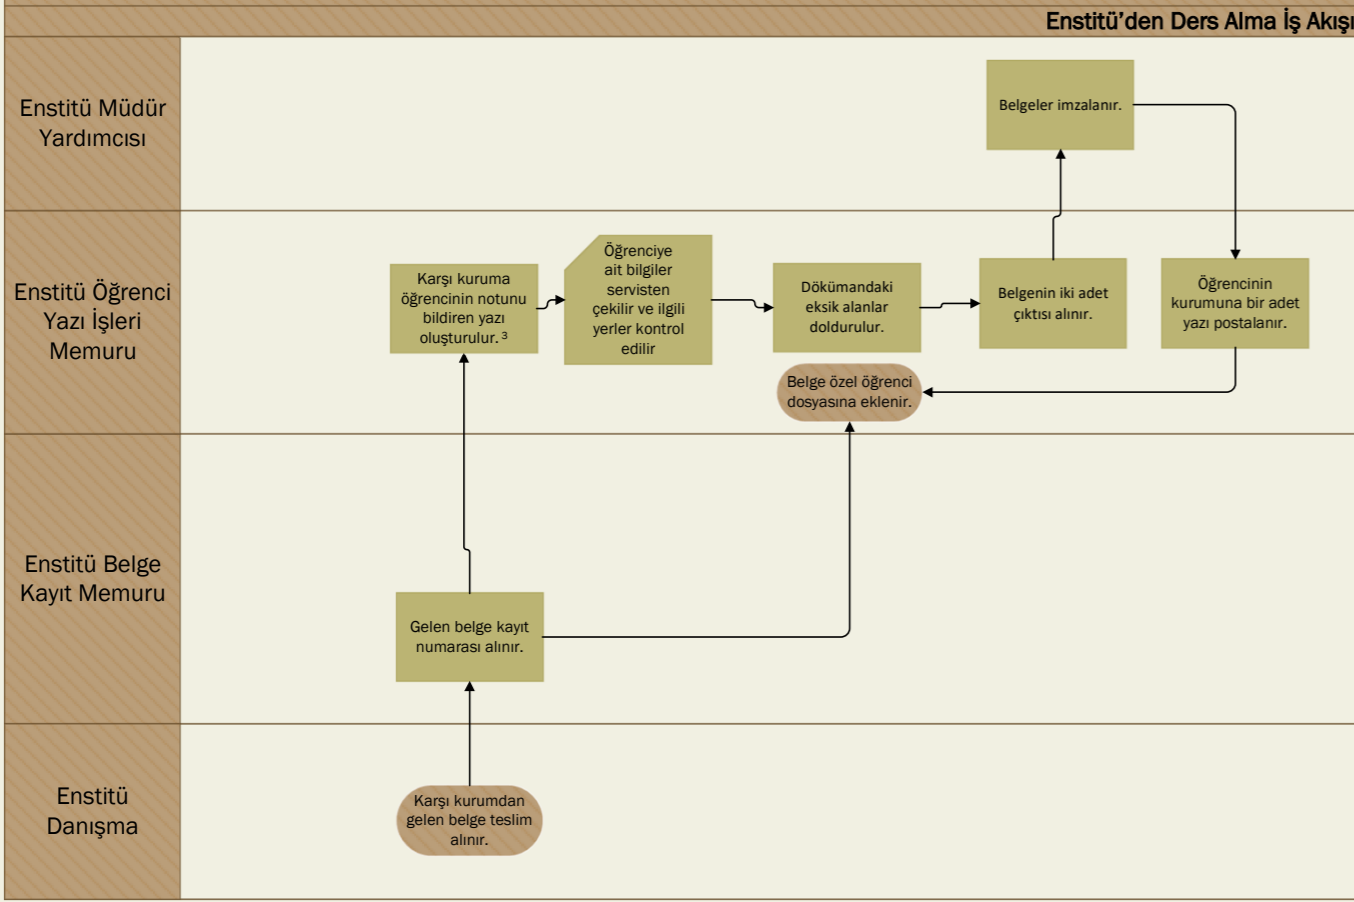 Enstitü’den Ders Alma İş Akışı
Enstitü Müdür
Yardımcısı
Belgeler imzalanır.
Enstitü Öğrenci
Yazı İşleri
Memuru
Karşı kuruma
öğrencinin notunu
bildiren yazı
oluşturulur. ³
Öğrenciye
ait bilgiler
servisten
çekilir ve ilgili
yerler kontrol
edilir
Dökümandaki
eksik alanlar
doldurulur.
Belgenin iki adet
çıktısı alınır.
Öğrencinin
kurumuna bir adet
yazı postalanır.
Belge özel öğrenci
dosyasına eklenir.
Enstitü Belge
Kayıt Memuru
Gelen belge kayıt
numarası alınır.
Enstitü
Danışma
Karşı kurumdan
gelen belge teslim
alınır.